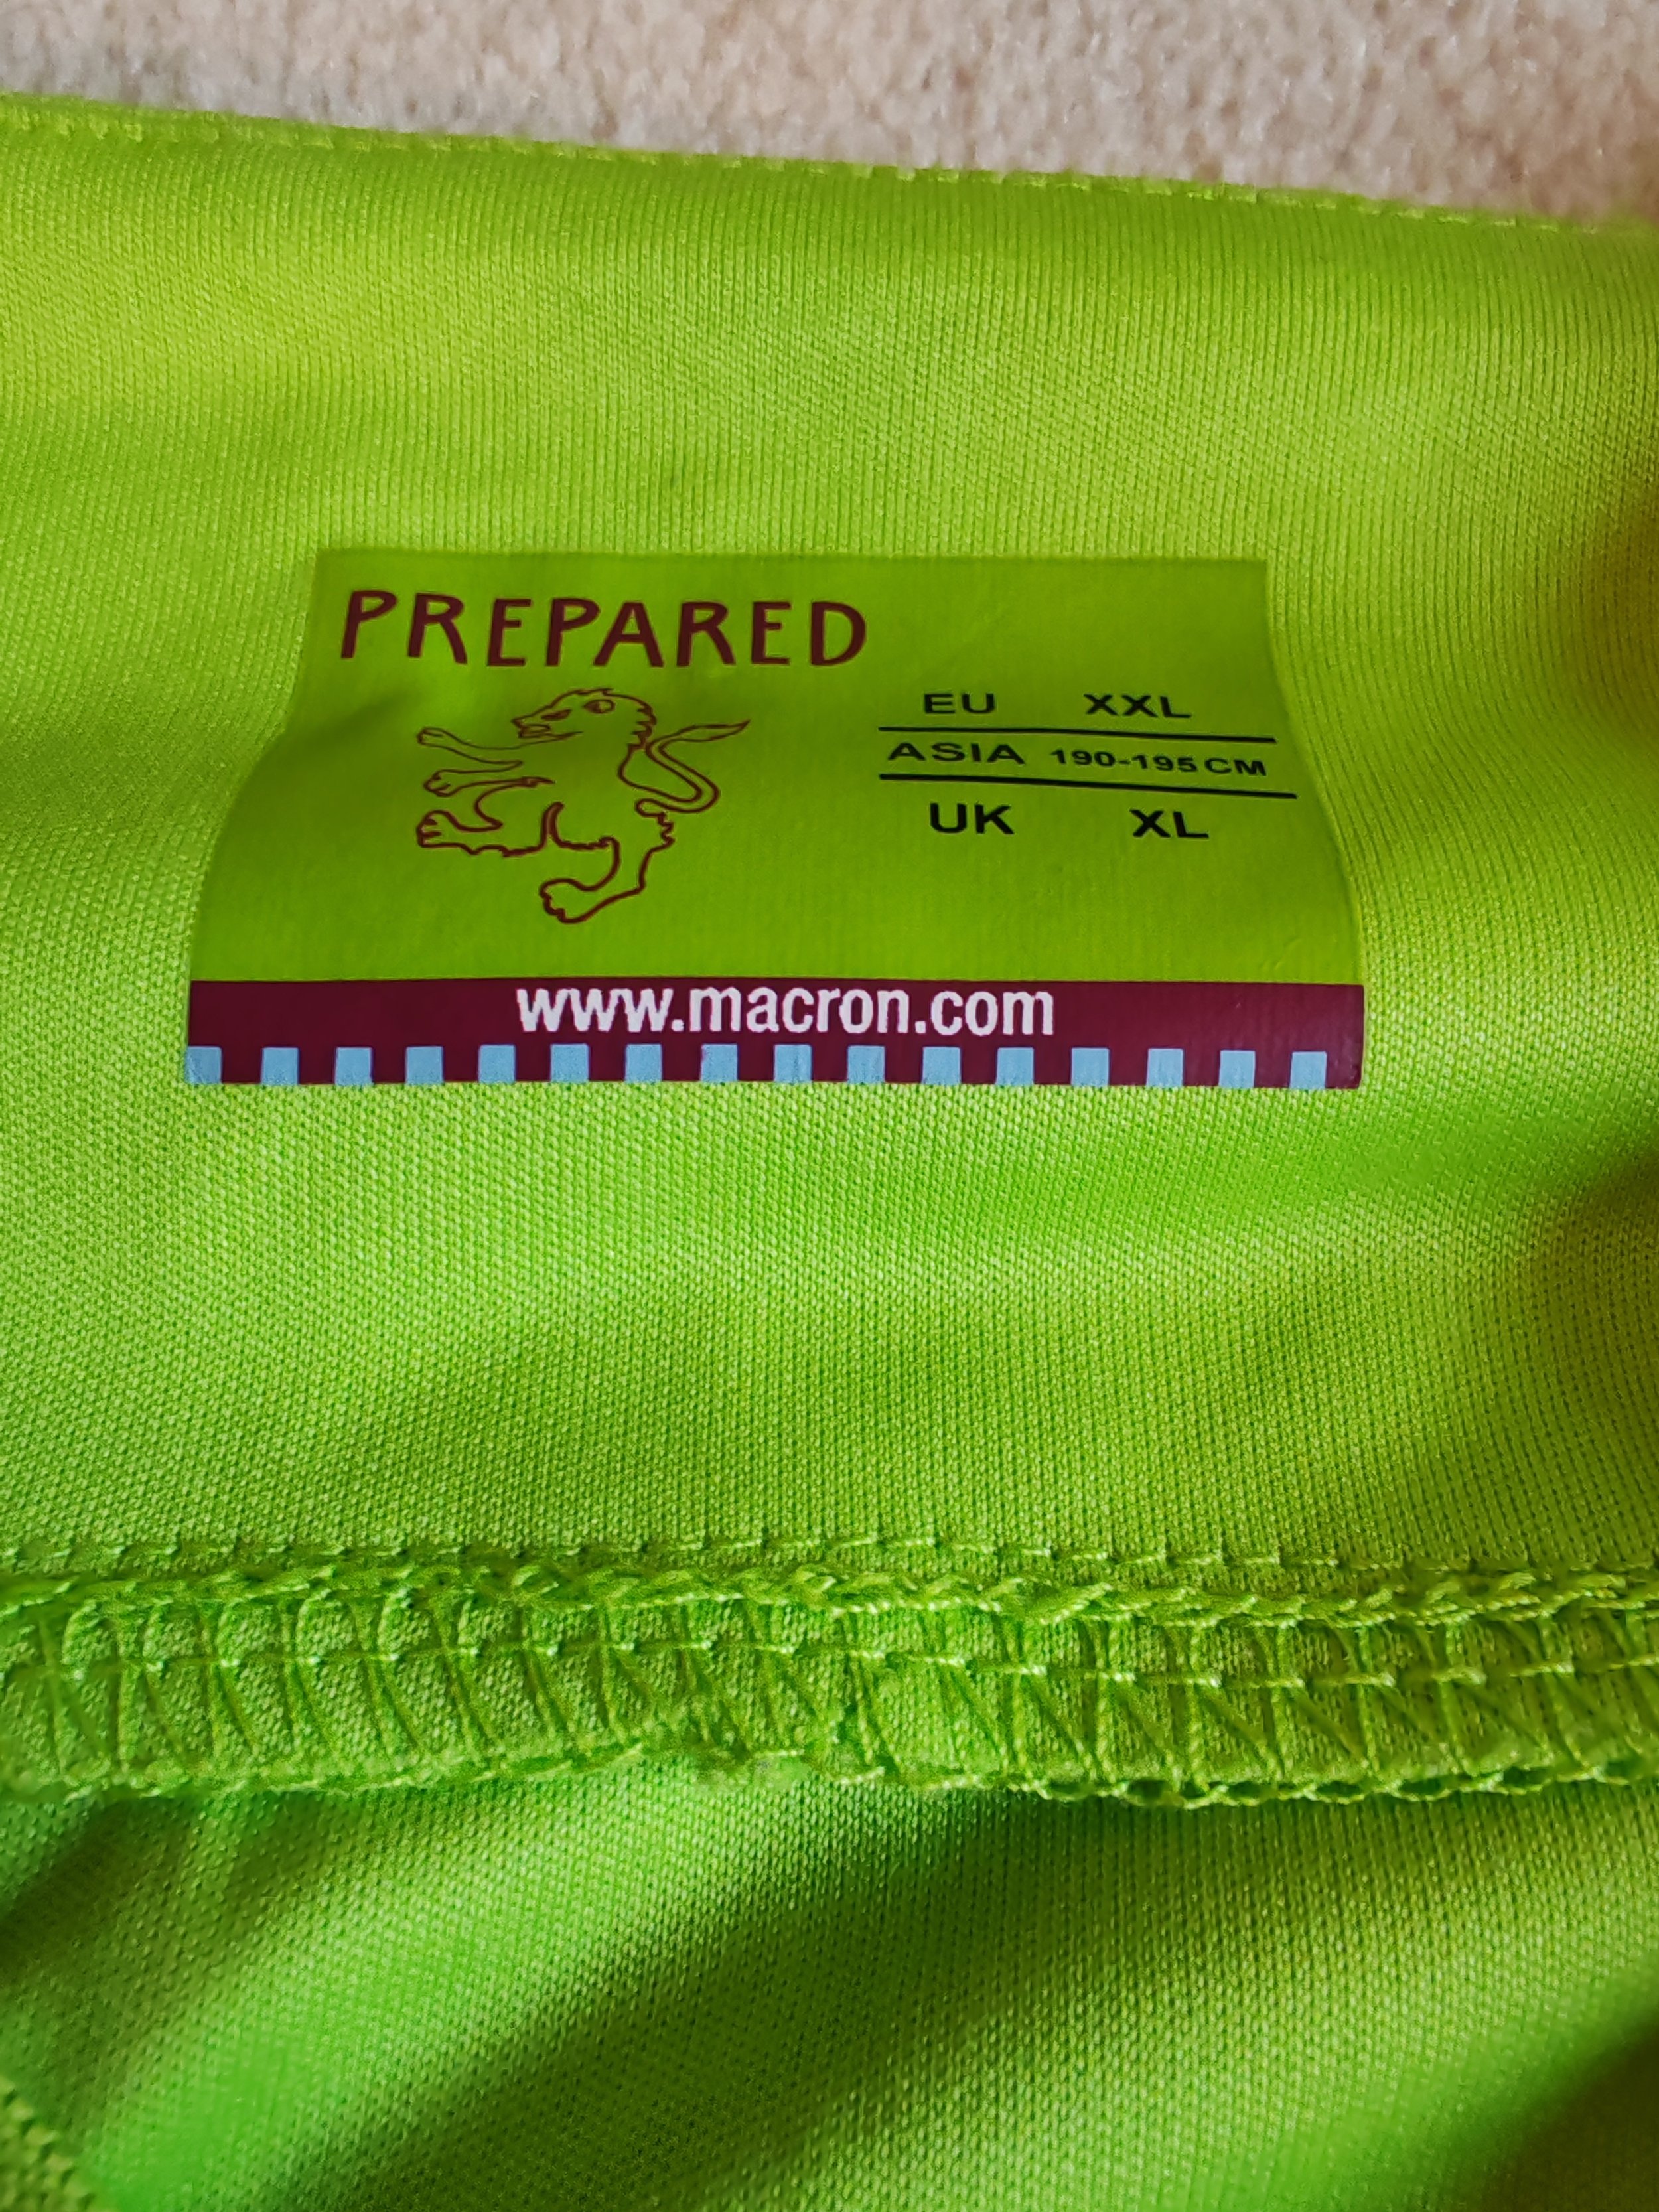 PREPARED
EU XXL
ASIA 190-195CM
UK XL
www.macron.com